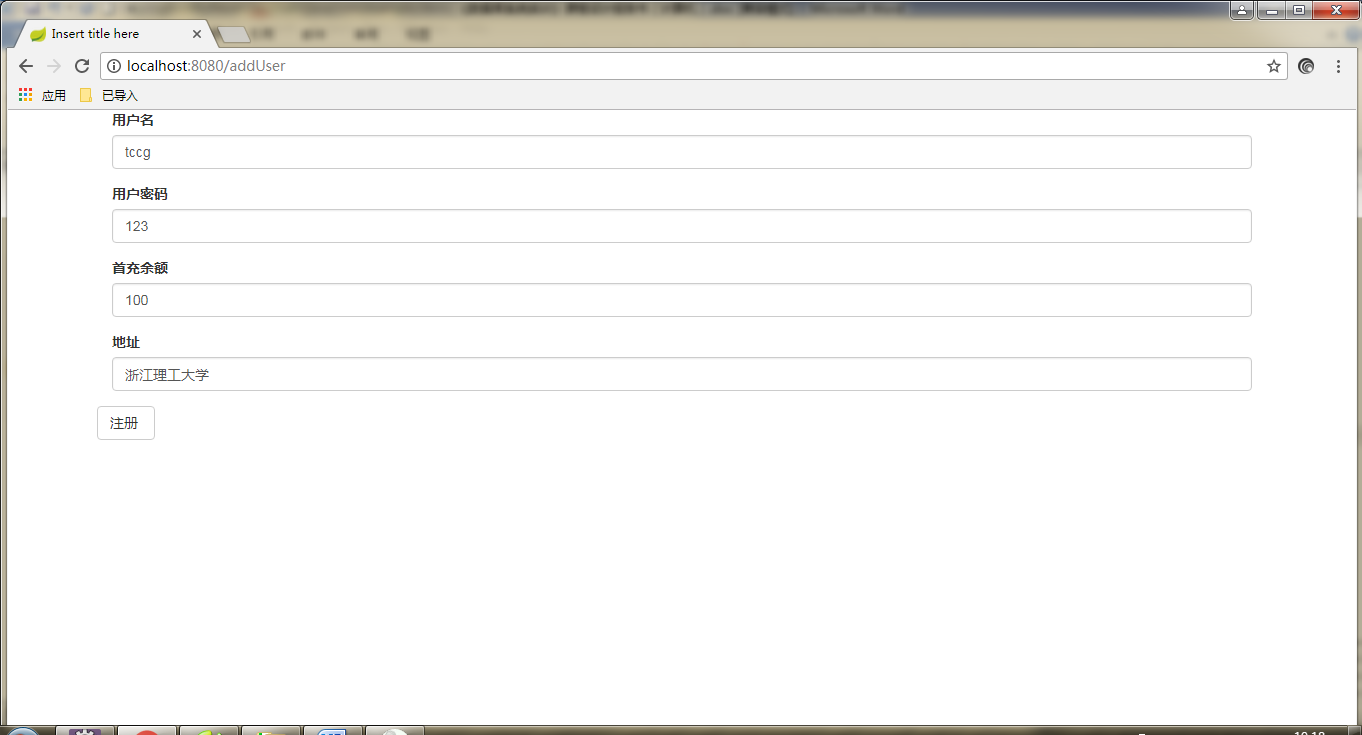 Insert title here
localhost:8080/addUser
应用 已导入
用户名
tccg
用户密码
123
首充余额
100
地址
浙江理工大学
注册